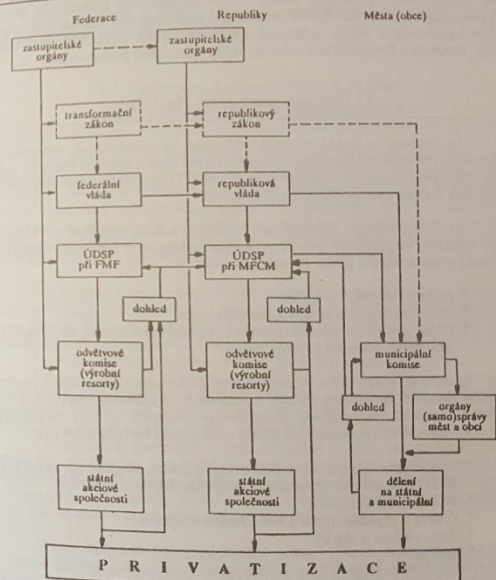 Federace
Republiky
Města (obce)
zastupitelské
orgány
zastupitelské
orgány
transformační
zákon
republikový
zákon
federální
vláda
republiková
vláda
ÚDSP
při FMF
ÚDSP
při MFCM
dohled
dohled
odvětvové
komise
(výrobní
resorty)
odvětvové
komise
(výrobní
resorty)
municipální
komise
dohled
orgány
(samo)správy
měst a obcí
státní
akciové
společnosti
státní
akciové
společnosti
dělení
na státní
a municipální
P R I V A T I Z A C E